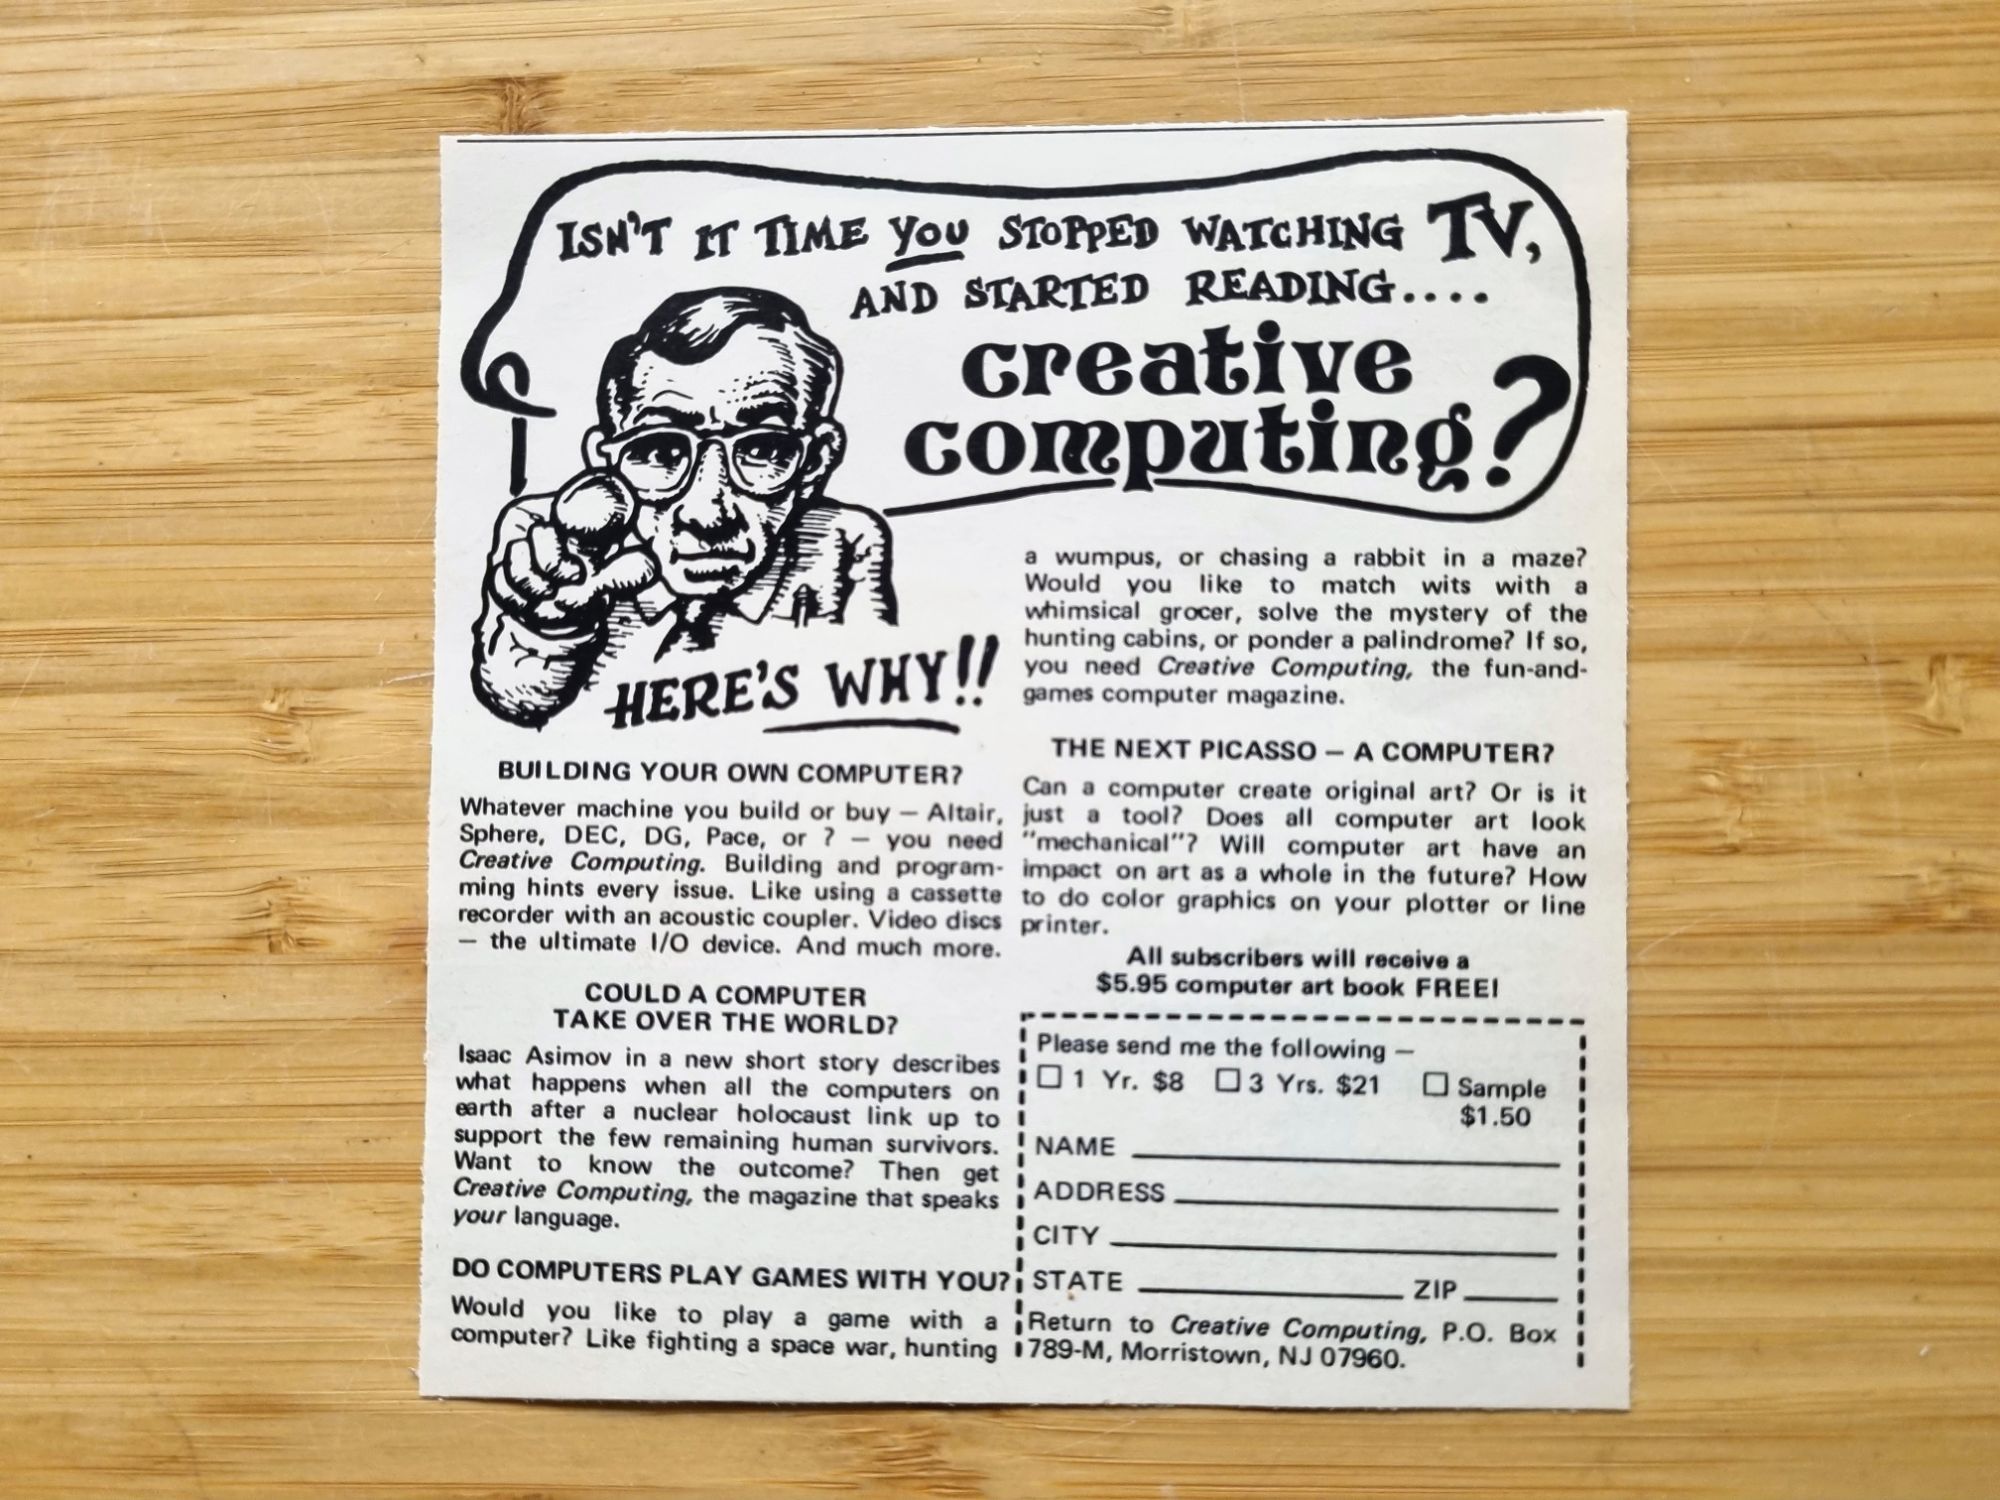 ISN'T IT TIME YOU STOPPED WATCHING TV,
AND STARTED READING....
creative
computing?
HERE'S WHY!!
BUILDING YOUR OWN COMPUTER?
Whatever machine you build or buy — Altair,
Sphere, DEC, DG, Pace, or ? — you need
Creative Computing. Building and program-
ming hints every issue. Like using a cassette
recorder with an acoustic coupler. Video discs
— the ultimate I/O device. And much more.
COULD A COMPUTER
TAKE OVER THE WORLD?
Isaac Asimov in a new short story describes
what happens when all the computers on
earth after a nuclear holocaust link up to
support the few remaining human survivors.
Want to know the outcome? Then get
Creative Computing, the magazine that speaks
your language.
DO COMPUTERS PLAY GAMES WITH YOU?
Would you like to play a game with a
computer? Like fighting a space war, hunting
a wumpus, or chasing a rabbit in a maze?
Would you like to match wits with a
whimsical grocer, solve the mystery of the
hunting cabins, or ponder a palindrome? If so,
you need Creative Computing, the fun-and-
games computer magazine.
THE NEXT PICASSO — A COMPUTER?
Can a computer create original art? Or is it
just a tool? Does all computer art look
"mechanical"? Will computer art have an
impact on art as a whole in the future? How
to do color graphics on your plotter or line
printer.
All subscribers will receive a
$5.95 computer art book FREE!
Please send me the following —
1 Yr. $8 3 Yrs. $21 Sample
$1.50
NAME
ADDRESS
CITY
STATE ZIP
Return to Creative Computing, P.O. Box
789-M, Morristown, NJ 07960.